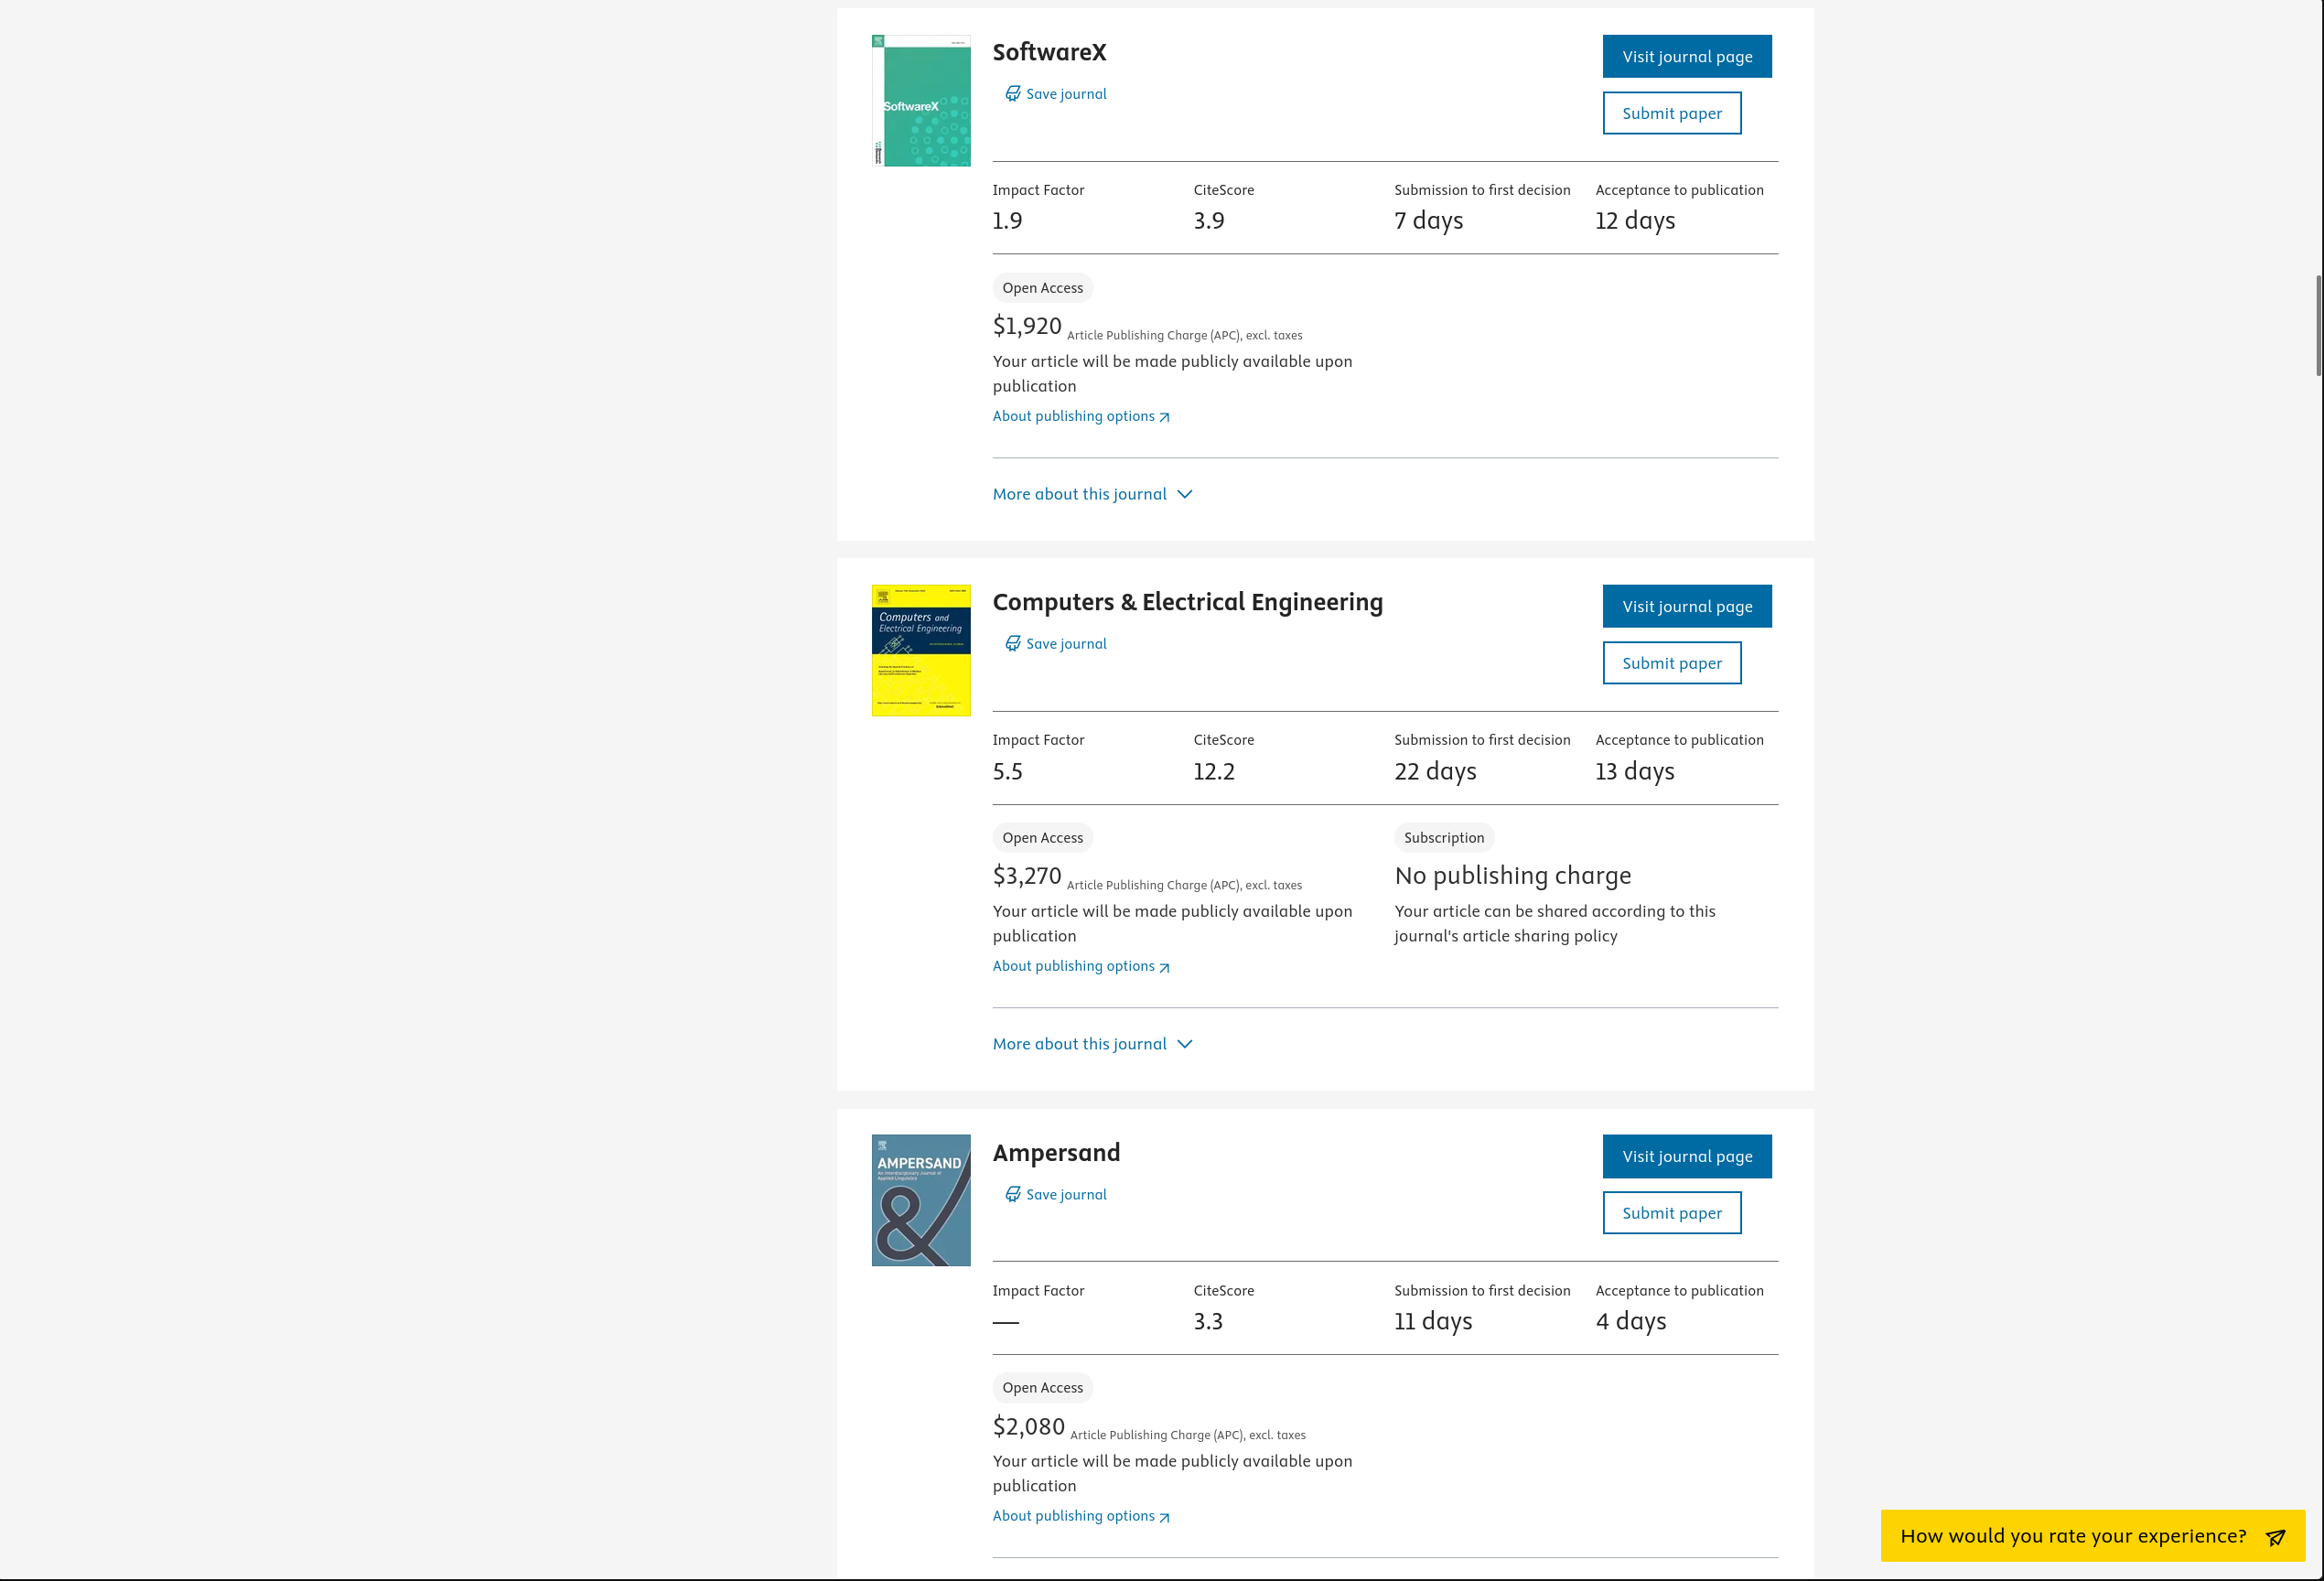 SoftwareX
SoftwareX
Save journal
Visit journal page
Submit paper
Impact Factor
CiteScore
Submission to first decision
Acceptance to publication
1.9
3.9
7 days
12 days
Open Access
$1,920 Article Publishing Charge (APC), excl. taxes
Your article will be made publicly available upon
publication
About publishing options
More about this journal
Computers and
Electrical Engineering
Computers & Electrical Engineering
Save journal
Visit journal page
Submit paper
Impact Factor
CiteScore
Submission to first decision
Acceptance to publication
5.5
12.2
22 days
13 days
Open Access
Subscription
$3,270 Article Publishing Charge (APC), excl. taxes
No publishing charge
Your article will be made publicly available upon
publication
Your article can be shared according to this
journal's article sharing policy
About publishing options
More about this journal
AMPERSAND
An Interdisciplinary Journal of
Applied Linguistics
&
Ampersand
Save journal
Visit journal page
Submit paper
Impact Factor
CiteScore
Submission to first decision
Acceptance to publication
—
3.3
11 days
4 days
Open Access
$2,080 Article Publishing Charge (APC), excl. taxes
Your article will be made publicly available upon
publication
About publishing options
How would you rate your experience?